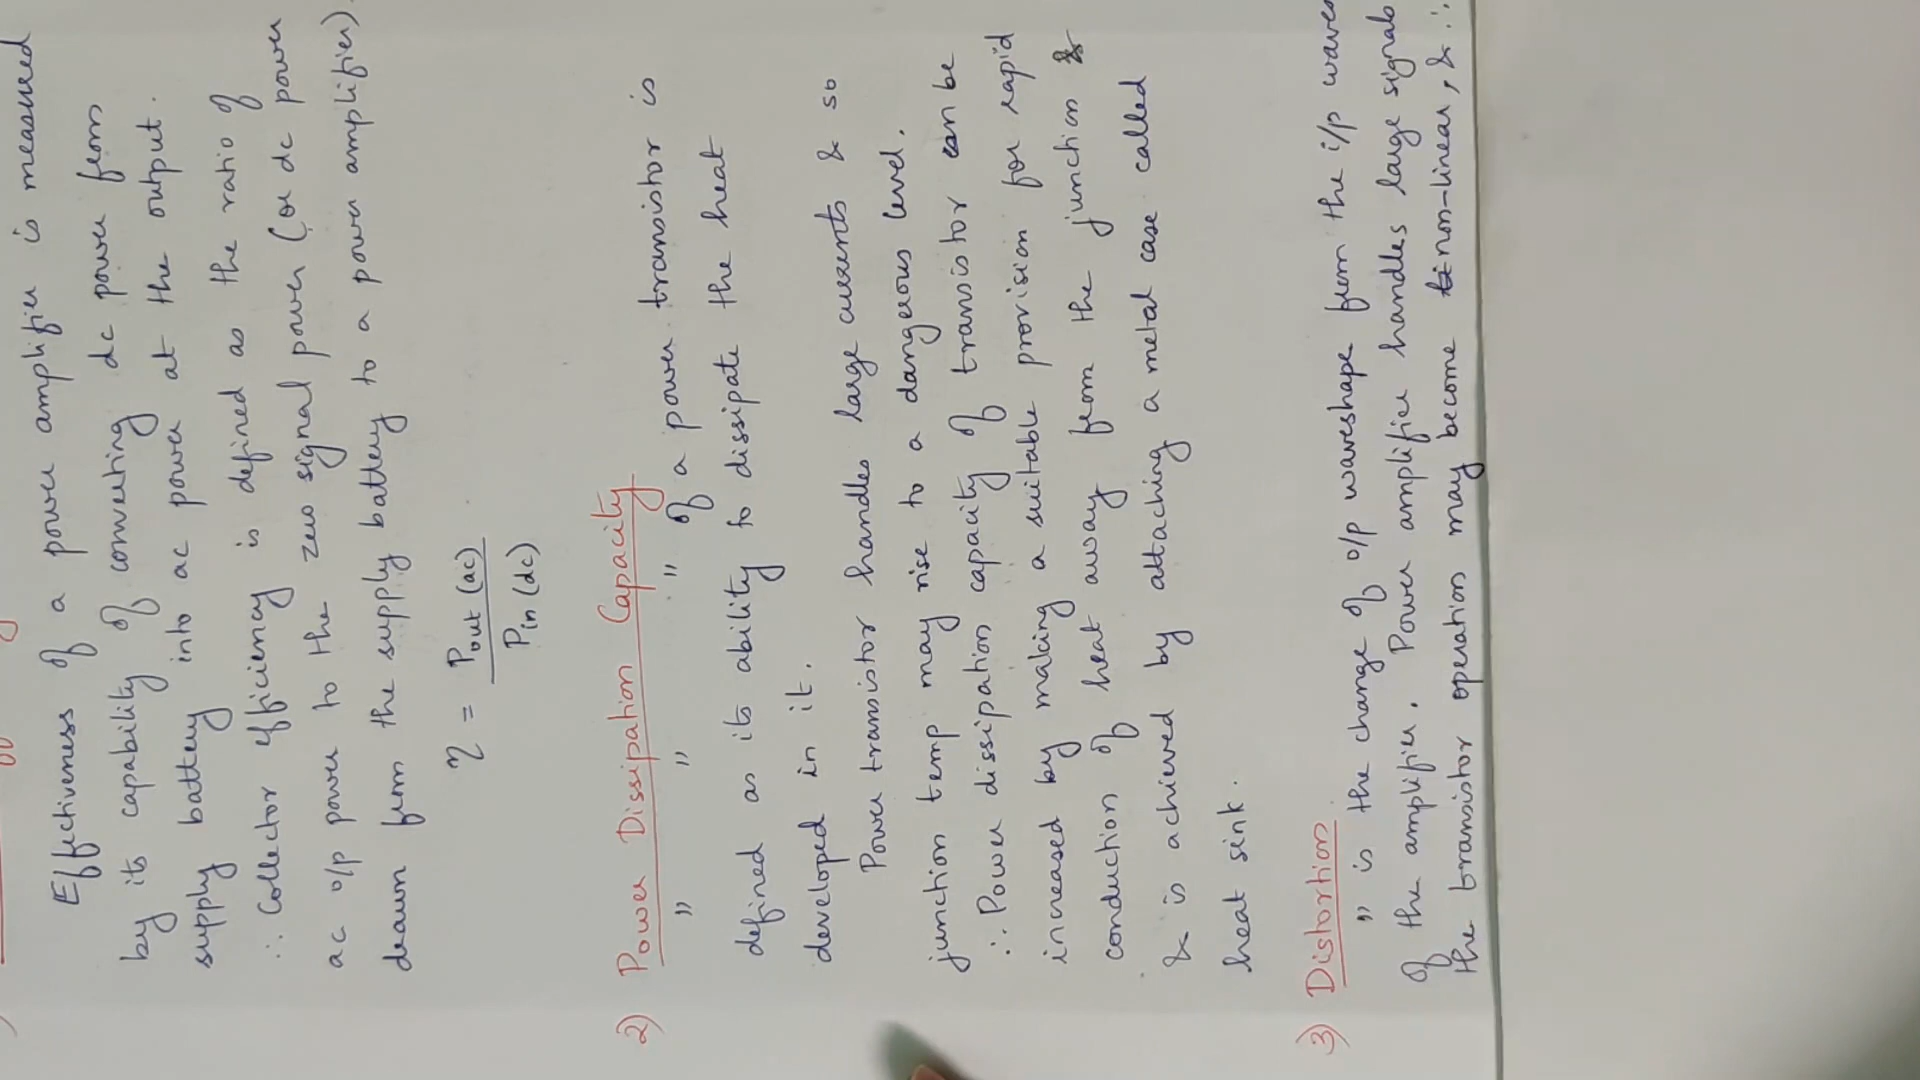 Effectiveness of a power amplifier is measured
by its capability of converting dc power from
supply battery into ac power at the output.
∴ Collector efficiency is defined as the ratio of
ac o/p power to the zero signal power (or dc power
drawn from the supply battery to a power amplifier).
η = Pout (ac) / Pin (dc)
2) Power Dissipation Capacity
" " " of a power transistor is
defined as its ability to dissipate the heat
developed in it.
Power transistor handles large currents & so
junction temp may rise to a dangerous level.
∴ Power dissipation capacity of transistor can be
increased by making a suitable provision for rapid
conduction of heat away from the junction &
& is achieved by attaching a metal case called
heat sink.
3) Distortion
" is the change of o/p waveshape from the i/p waves
of the amplifier. Power amplifier handles large signals
the transistor operation may become non-linear, & ∴